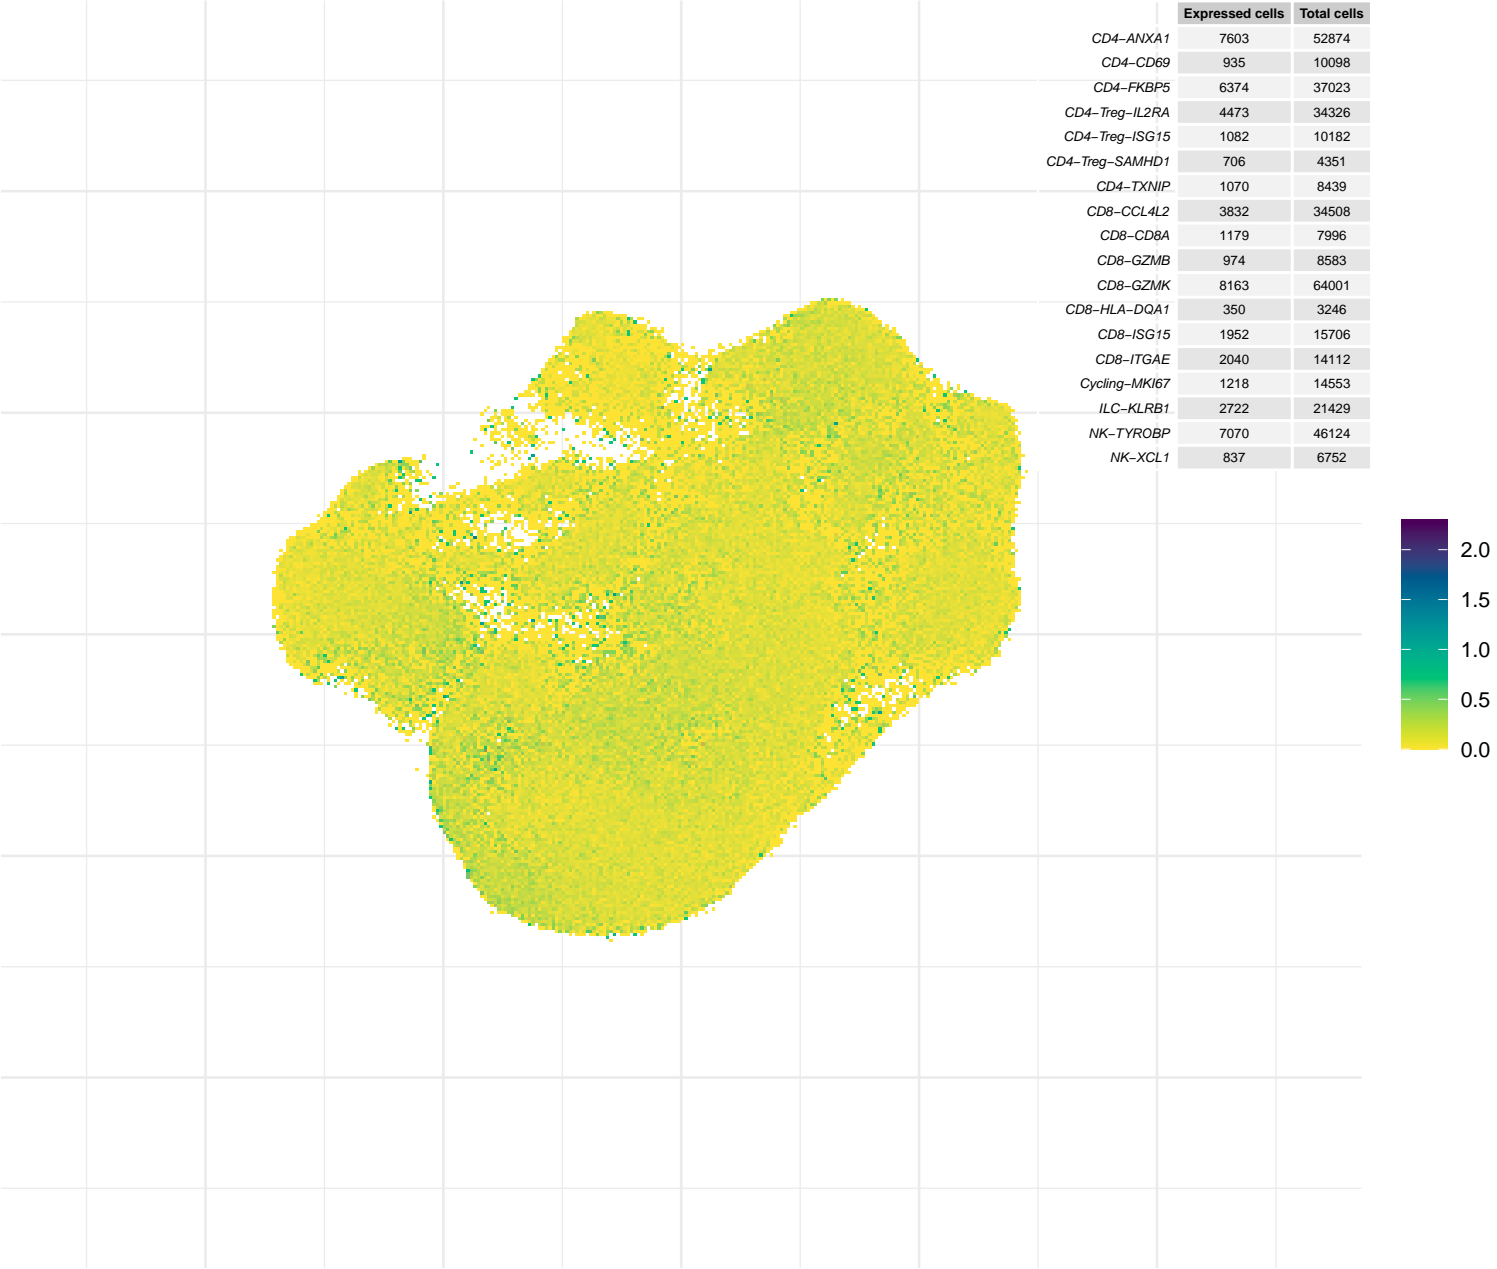 Expressed cells Total cells
CD4−ANXA1 7603 52874
CD4−CD69 935 10098
CD4−FKBP5 6374 37023
CD4−Treg−IL2RA 4473 34326
CD4−Treg−ISG15 1082 10182
CD4−Treg−SAMHD1 706 4351
CD4−TXNIP 1070 8439
CD8−CCL4L2 3832 34508
CD8−CD8A 1179 7996
CD8−GZMB 974 8583
CD8−GZMK 8163 64001
CD8−HLA−DQA1 350 3246
CD8−ISG15 1952 15706
CD8−ITGAE 2040 14112
Cycling−MKI67 1218 14553
ILC−KLRB1 2722 21429
NK−TYROBP 7070 46124
NK−XCL1 837 6752
2.0
1.5
1.0
0.5
0.0